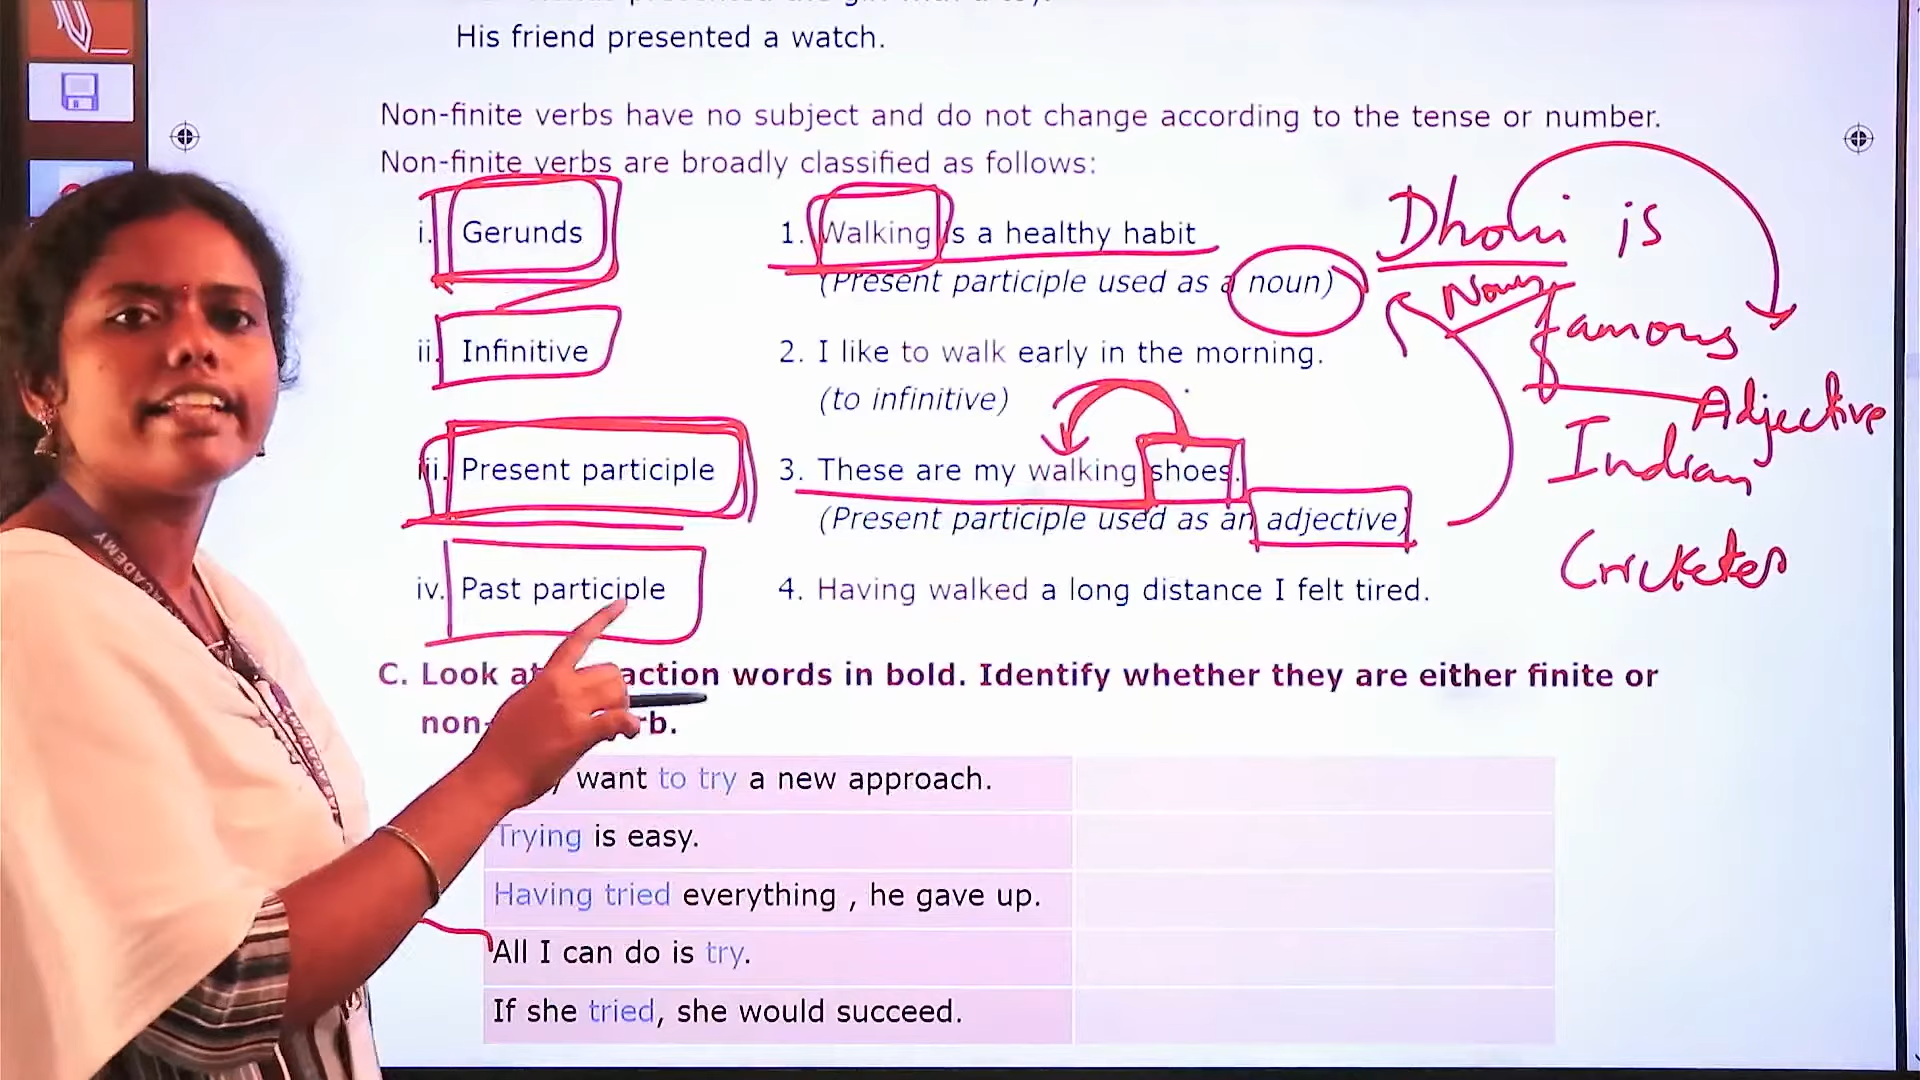 His friend presented a watch.
Non-finite verbs have no subject and do not change according to the tense or number.
Non-finite verbs are broadly classified as follows:
i. Gerunds
1. Walking is a healthy habit
(Present participle used as a noun)
ii. Infinitive
2. I like to walk early in the morning.
(to infinitive)
iii. Present participle
3. These are my walking shoes.
(Present participle used as an adjective)
iv. Past participle
4. Having walked a long distance I felt tired.
Dhoni is
Noun
famous
Adjective
Indian
Cricketer
C. Look at action words in bold. Identify whether they are either finite or
non-
want to try a new approach.
Trying is easy.
Having tried everything , he gave up.
All I can do is try.
If she tried, she would succeed.
ACADEMY